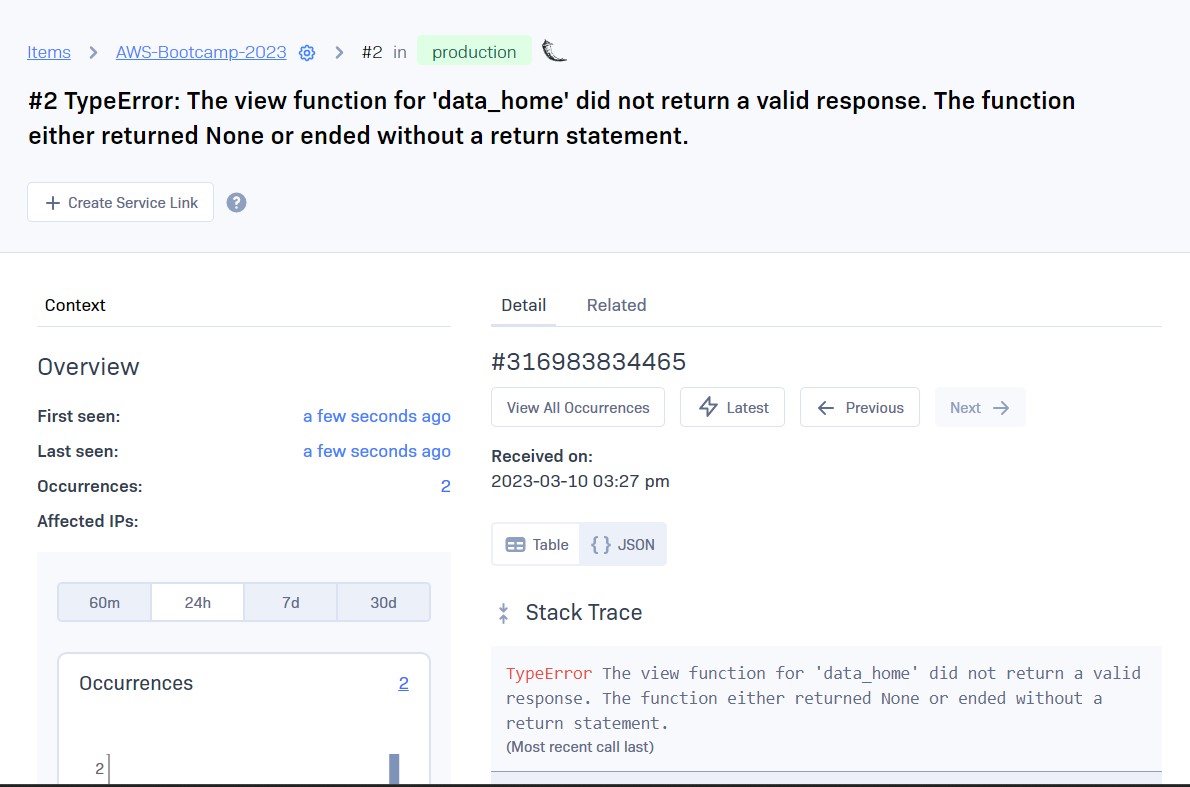 Items > AWS-Bootcamp-2023 > #2 in production
#2 TypeError: The view function for 'data_home' did not return a valid response. The function
either returned None or ended without a return statement.
+ Create Service Link ?
Context
Overview
First seen: a few seconds ago
Last seen: a few seconds ago
Occurrences: 2
Affected IPs:
60m 24h 7d 30d
Occurrences 2
2
Detail Related
#316983834465
View All Occurrences Latest Previous Next
Received on:
2023-03-10 03:27 pm
Table {} JSON
Stack Trace
TypeError The view function for 'data_home' did not return a valid
response. The function either returned None or ended without a
return statement.
(Most recent call last)